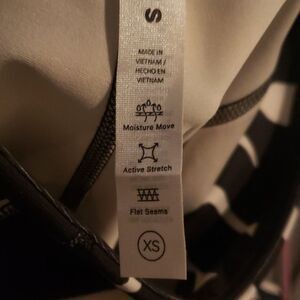 S
MADE IN
VIETNAM /
HECHO EN
VIETNAM
Moisture Move
Active Stretch
Flat Seams
XS